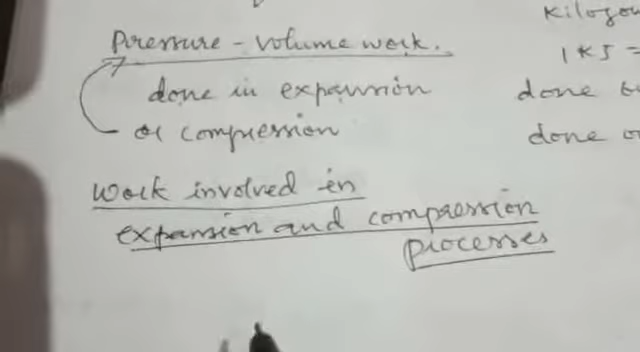 Pressure - volume work.
done in expansion
or compression
Work involved in
expansion and compression
processes
1 KJ =
done
done